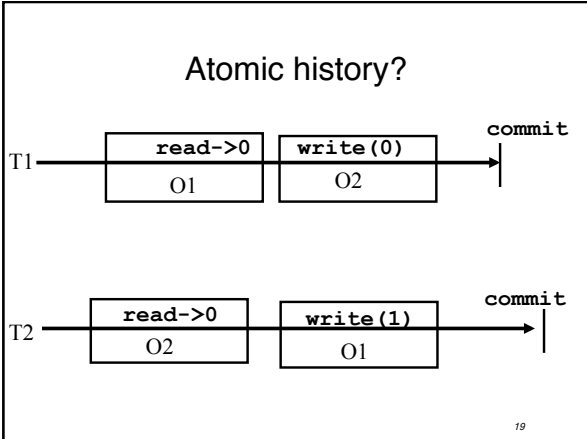 Atomic history?
commit
T1 read->0 write(0)
O1 O2
commit
T2 read->0 write(1)
O2 O1
19